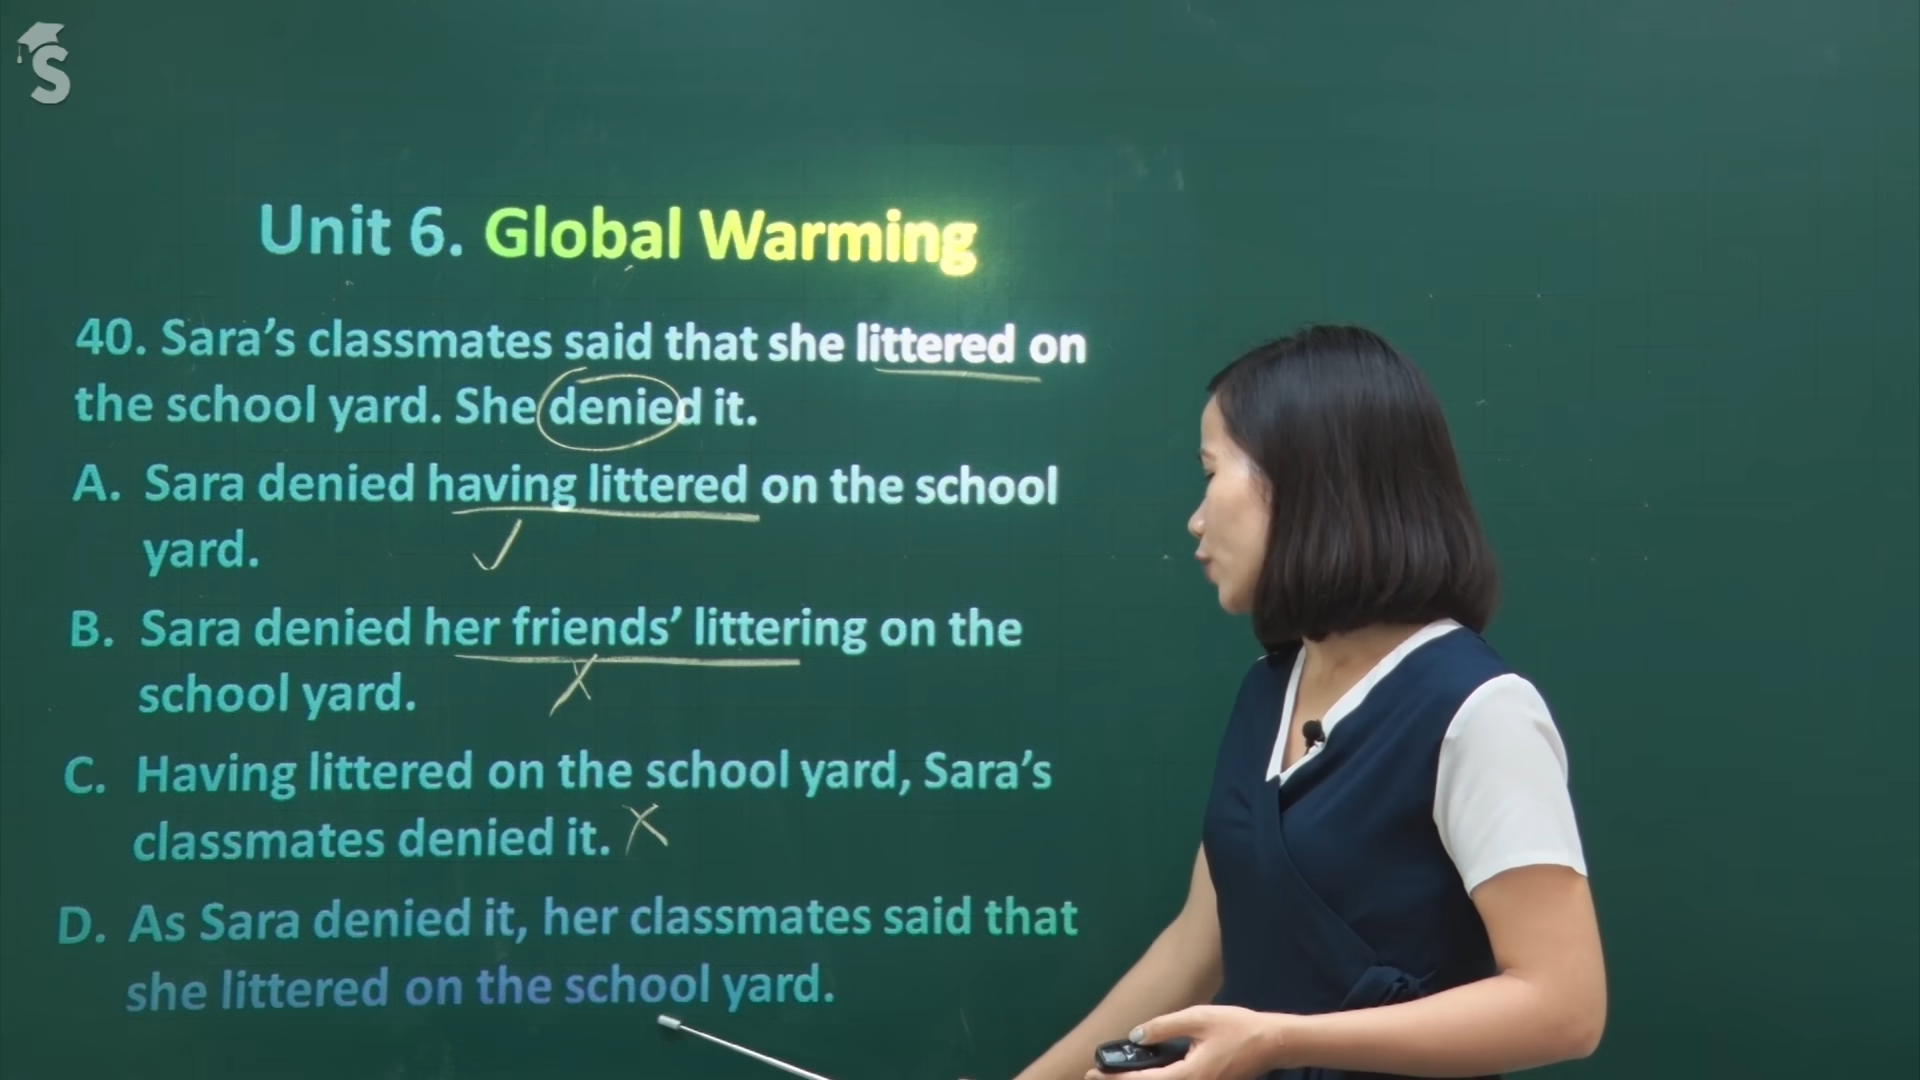 S
Unit 6. Global Warming
40. Sara’s classmates said that she littered on
the school yard. She denied it.
A. Sara denied having littered on the school
yard.
B. Sara denied her friends’ littering on the
school yard.
C. Having littered on the school yard, Sara’s
classmates denied it.
D. As Sara denied it, her classmates said that
she littered on the school yard.